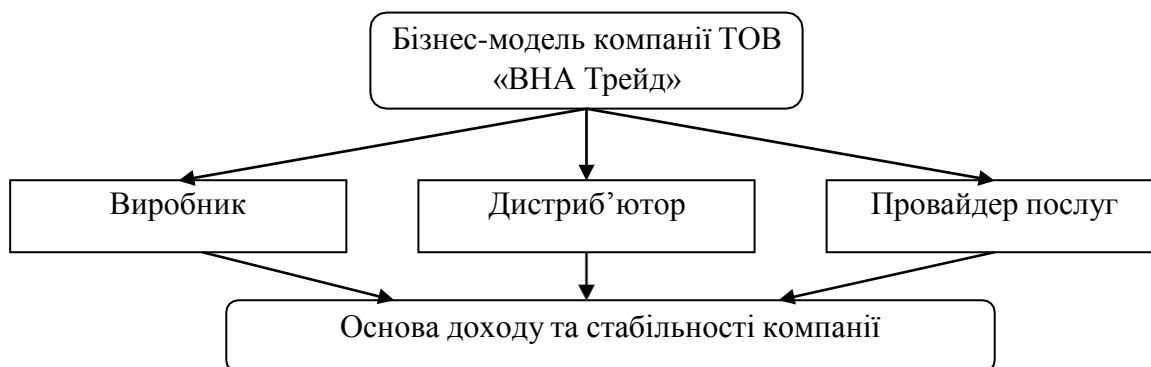 Бізнес-модель компанії ТОВ
«ВНА Трейд»
Виробник
Дистриб’ютор
Провайдер послуг
Основа доходу та стабільності компанії